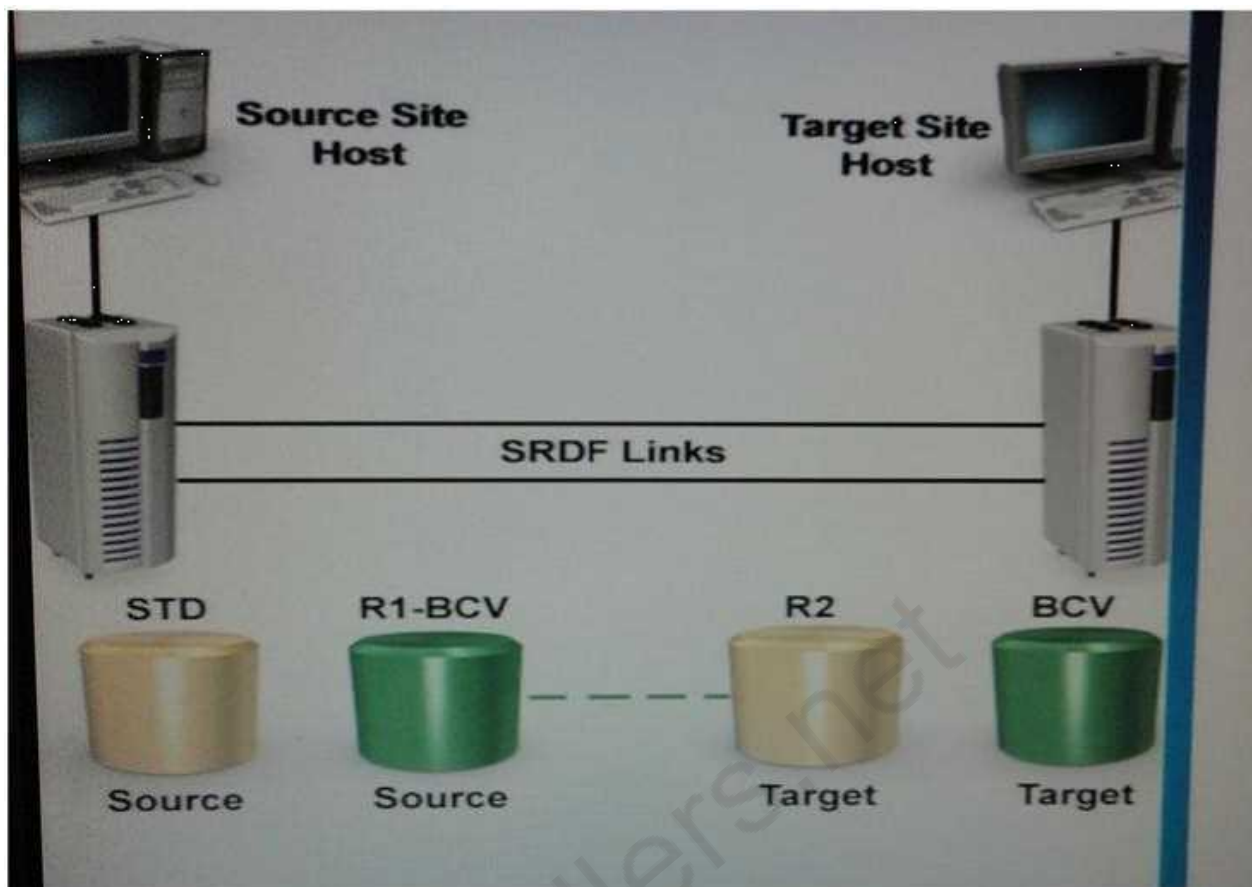 Source Site
Host
Target Site
Host
SRDF Links
STD
R1-BCV
R2
BCV
Source
Source
Target
Target